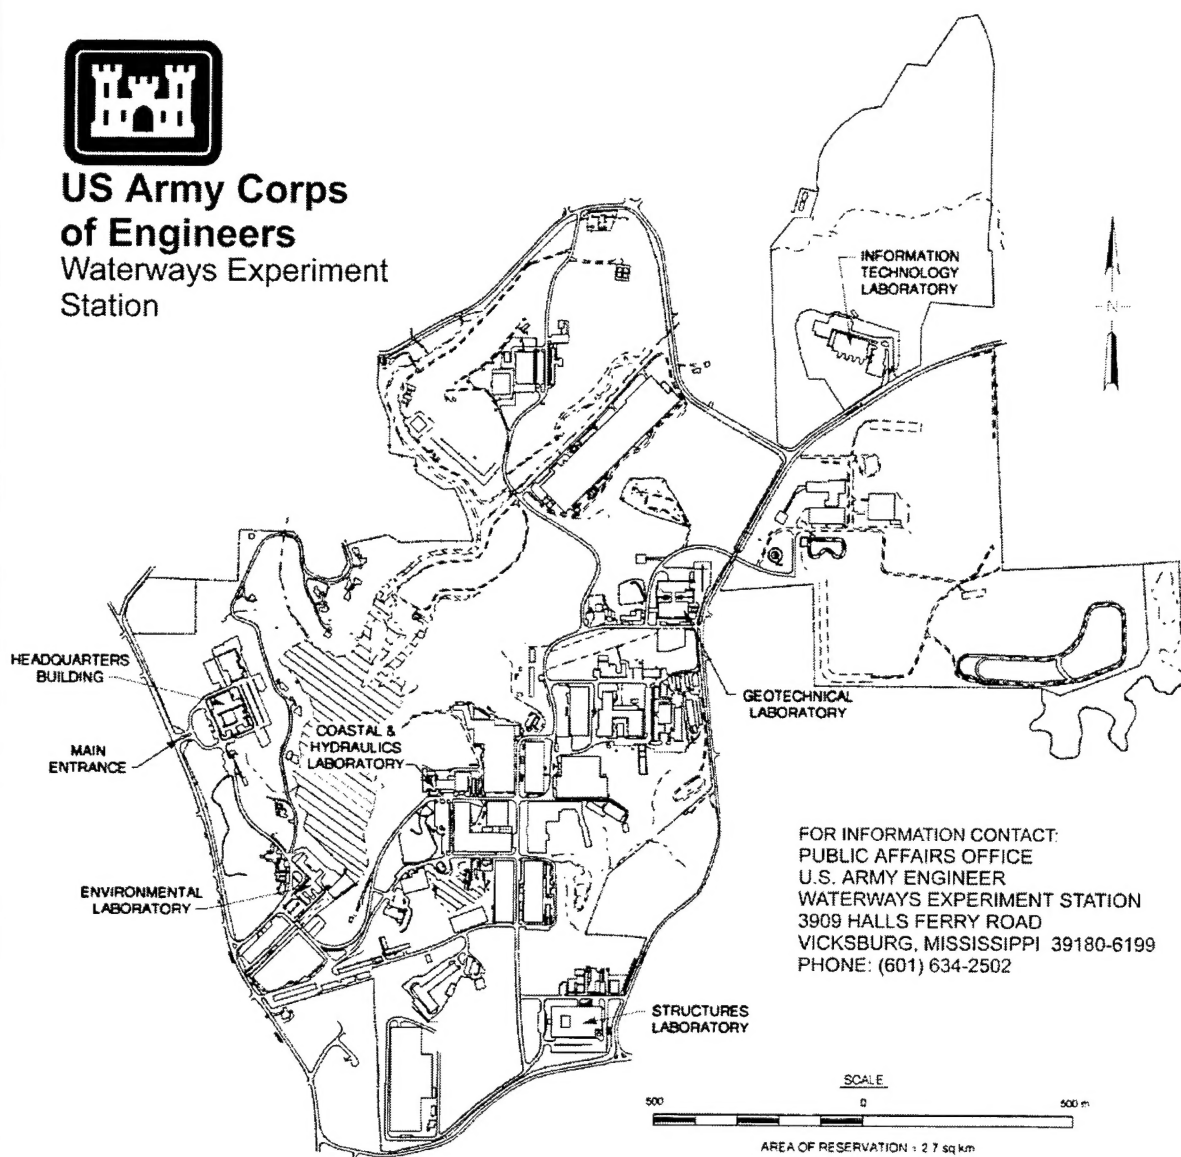 US Army Corps
of Engineers
Waterways Experiment
Station
INFORMATION
TECHNOLOGY
LABORATORY
N
HEADQUARTERS
BUILDING
MAIN
ENTRANCE
COASTAL &
HYDRAULICS
LABORATORY
GEOTECHNICAL
LABORATORY
ENVIRONMENTAL
LABORATORY
FOR INFORMATION CONTACT:
PUBLIC AFFAIRS OFFICE
U.S. ARMY ENGINEER
WATERWAYS EXPERIMENT STATION
3909 HALLS FERRY ROAD
VICKSBURG, MISSISSIPPI 39180-6199
PHONE: (601) 634-2502
STRUCTURES
LABORATORY
SCALE
500 0 500 m
AREA OF RESERVATION = 2.7 sq km